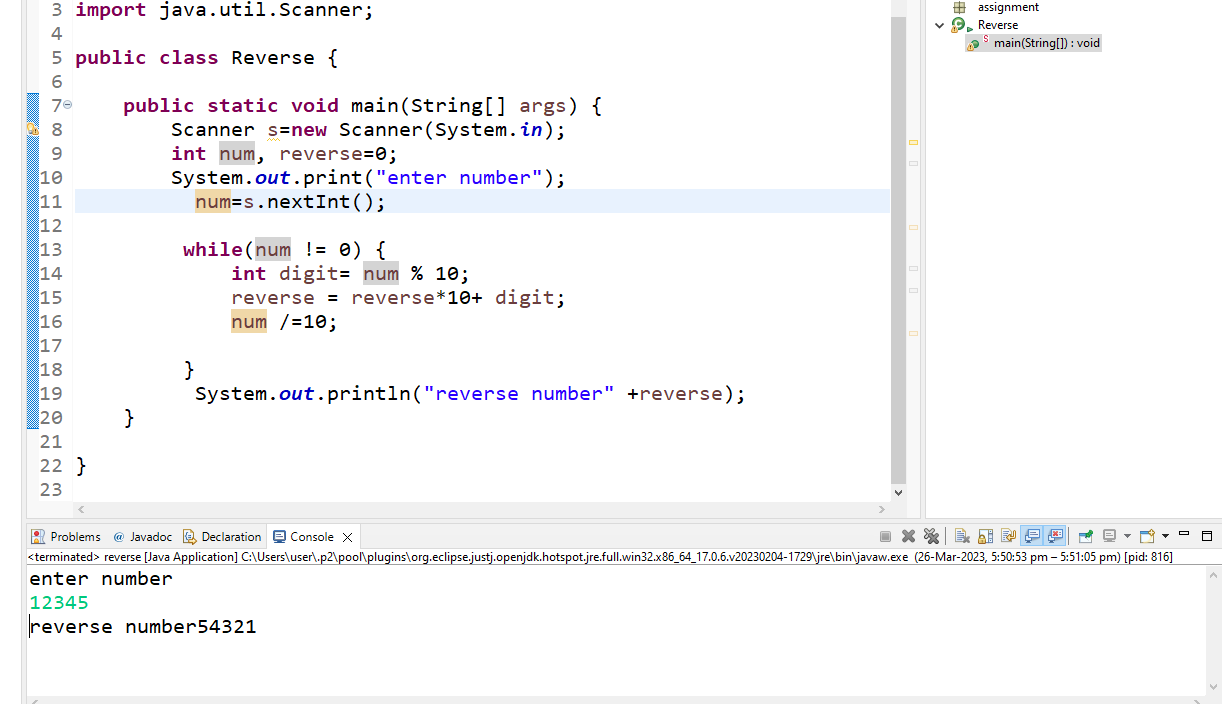 3 import java.util.Scanner;
4
5 public class Reverse {
6
7 public static void main(String[] args) {
8 Scanner s=new Scanner(System.in);
9 int num, reverse=0;
10 System.out.print("enter number");
11 num=s.nextInt();
12
13 while(num != 0) {
14 int digit= num % 10;
15 reverse = reverse*10+ digit;
16 num /=10;
17
18 }
19 System.out.println("reverse number" +reverse);
20 }
21
22 }
23
assignment
Reverse
S main(String[]) : void
Problems @ Javadoc Declaration Console
<terminated> reverse [Java Application] C:\Users\user\.p2\pool\plugins\org.eclipse.justj.openjdk.hotspot.jre.full.win32.x86_64_17.0.6.v20230204-1729\jre\bin\javaw.exe (26-Mar-2023, 5:50:53 pm – 5:51:05 pm) [pid: 816]
enter number
12345
reverse number54321